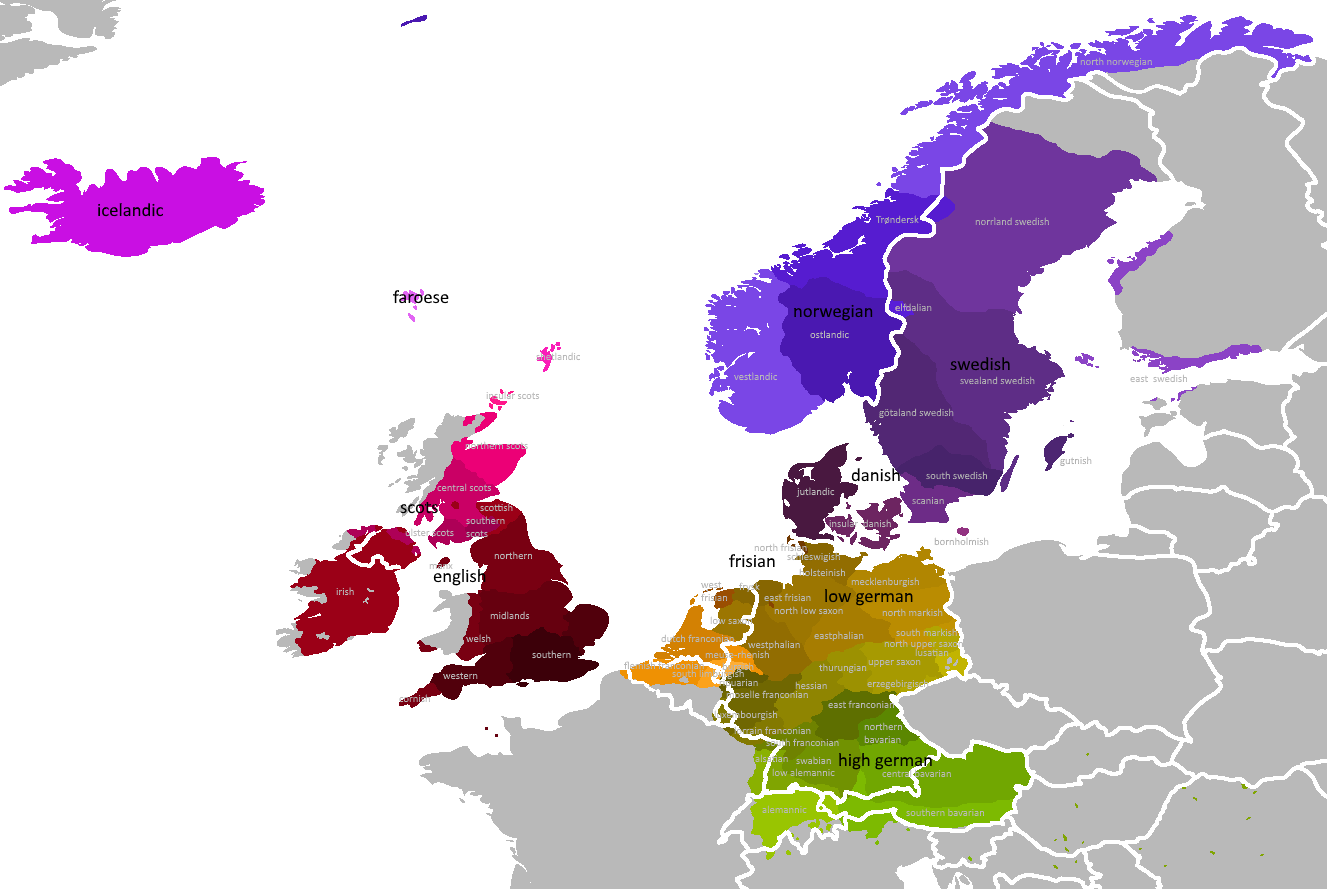 north norwegian
icelandic
Trøndersk
norrland swedish
faroese
elfdalian
norwegian
ostlandic
shetlandic
swedish
vestlandic
svealand swedish
east swedish
insular scots
götaland swedish
northern scots
gutnish
danish
south swedish
central scots
jutlandic
scanian
scots
scottish
southern
scots
ulster scots
insular danish
bornholmish
northern
north frisian
schleswigish
frisian
manx
english
holsteinish
mecklenburgish
irish
west
frisian
east frisian
low german
north low saxon
north markish
midlands
low saxon
dutch franconian
westphalian
eastphalian
south markish
north upper saxon
lusatian
welsh
southern
meuse-rhenish
flemish franconian
south limburgish
thurungian
upper saxon
western
hessian
erzegebirgish
cornish
moselle franconian
east franconian
luxembourgish
lorrain franconian
northern
bavarian
south franconian
alsatian
swabian
high german
low alemannic
central bavarian
alemannic
southern bavarian